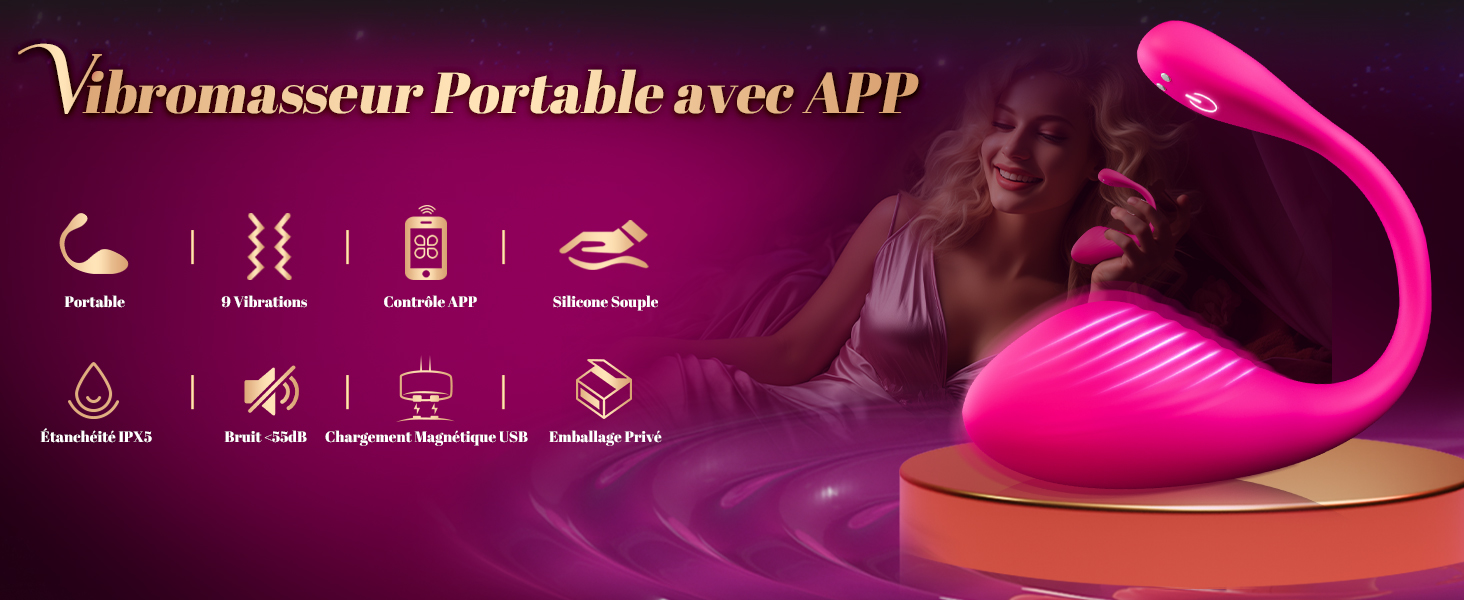 Vibromasseur Portable avec APP
Portable
9 Vibrations
Contrôle APP
Silicone Souple
Étanchéité IPX5
Bruit <55dB
Chargement Magnétique USB
Emballage Privé